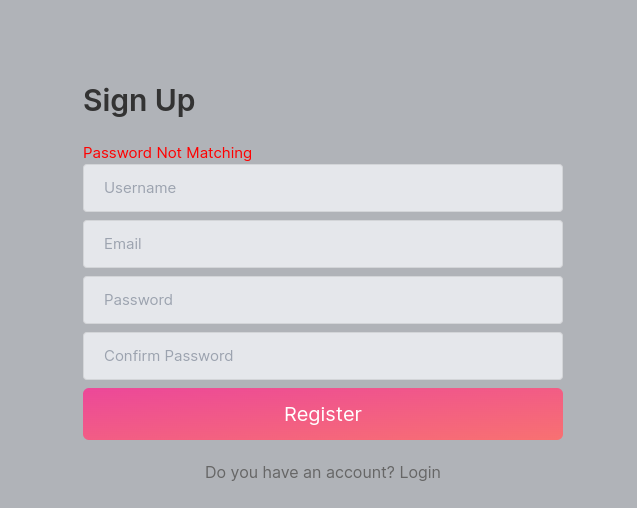 Sign Up
Password Not Matching
Username
Email
Password
Confirm Password
Register
Do you have an account? Login